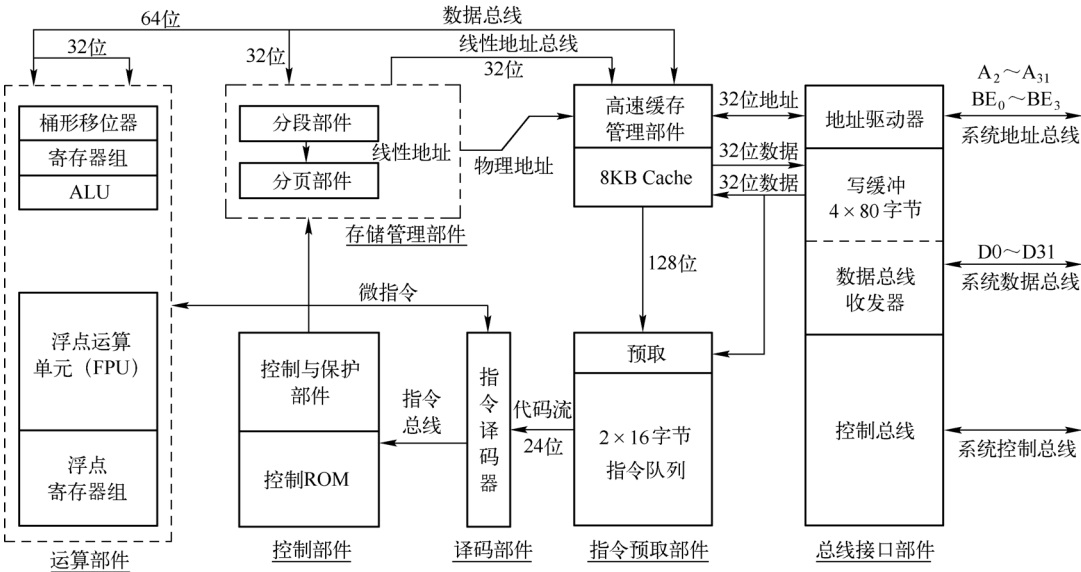 64位
数据总线
32位
32位
线性地址总线
32位
桶形移位器
寄存器组
ALU
分段部件
分页部件
线性地址
存储管理部件
物理地址
高速缓存
管理部件
8KB Cache
32位地址
32位数据
32位数据
地址驱动器
写缓冲
4×80字节
数据总线
收发器
控制总线
A2～A31
BE0～BE3
系统地址总线
D0～D31
系统数据总线
系统控制总线
128位
微指令
浮点运算
单元（FPU）
浮点
寄存器组
控制与保护
部件
控制ROM
指令
总线
指令译码器
代码流
24位
预取
2×16字节
指令队列
运算部件
控制部件
译码部件
指令预取部件
总线接口部件